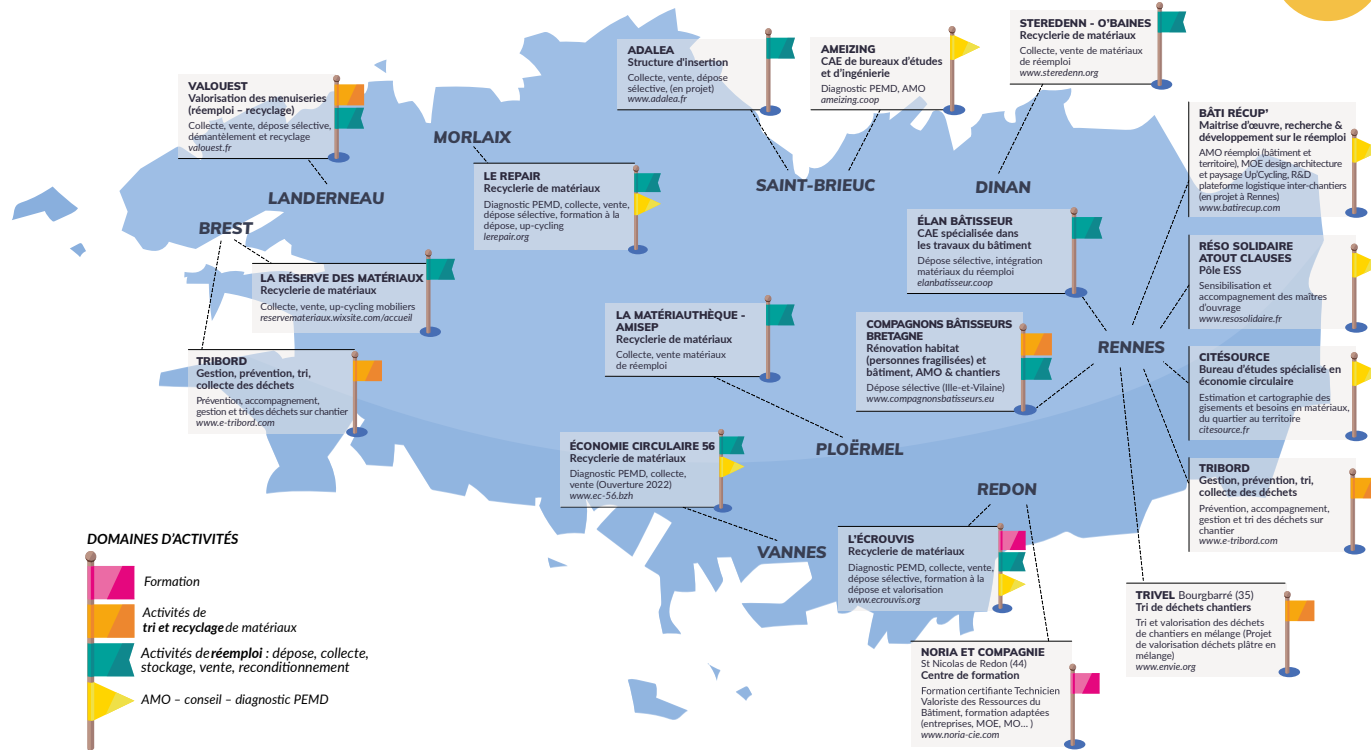 VALOUEST
Valorisation des menuiseries
(réemploi – recyclage)
Collecte, vente, dépose sélective,
démantèlement et recyclage
valouest.fr
LANDERNEAU
MORLAIX
LE REPAIR
Recyclerie de matériaux
Diagnostic PEMD, collecte, vente,
dépose sélective, formation à la
dépose, up-cycling
lerepair.org
ADALEA
Structure d'insertion
Collecte, vente, dépose
sélective, (en projet)
www.adalea.fr
AMEIZING
CAE de bureaux d'études
et d'ingénierie
Diagnostic PEMD, AMO
ameizing.coop
SAINT-BRIEUC
STEREDENN - O'BAINES
Recyclerie de matériaux
Collecte, vente de matériaux
de réemploi
www.steredenn.org
DINAN
BREST
LA RÉSERVE DES MATÉRIAUX
Recyclerie de matériaux
Collecte, vente, up-cycling mobiliers
reservemateriaux.wixsite.com/accueil
TRIBORD
Gestion, prévention, tri,
collecte des déchets
Prévention, accompagnement,
gestion et tri des déchets sur chantier
www.e-tribord.com
LA MATÉRIAUTHÈQUE -
AMISEP
Recyclerie de matériaux
Collecte, vente matériaux
de réemploi
PLOËRMEL
ÉLAN BÂTISSEUR
CAE spécialisée dans
les travaux du bâtiment
Dépose sélective, intégration
matériaux du réemploi
elanbatisseur.coop
COMPAGNONS BÂTISSEURS
BRETAGNE
Rénovation habitat
(personnes fragilisées) et
bâtiment, AMO & chantiers
Dépose sélective (Ille-et-Vilaine)
www.compagnonsbatisseurs.eu
RENNES
BÂTI RÉCUP'
Maitrise d'œuvre, recherche &
développement sur le réemploi
AMO réemploi (bâtiment et
territoire), MOE design architecture
et paysage Up'Cycling, R&D
plateforme logistique inter-chantiers
(en projet à Rennes)
www.batirecup.com
RÉSO SOLIDAIRE
ATOUT CLAUSES
Pôle ESS
Sensibilisation et
accompagnement des maîtres
d'ouvrage
www.resosolidaire.fr
CITÉSOURCE
Bureau d'études spécialisé en
économie circulaire
Estimation et cartographie des
gisements et besoins en matériaux,
du quartier au territoire
citesource.fr
TRIBORD
Gestion, prévention, tri,
collecte des déchets
Prévention, accompagnement,
gestion et tri des déchets sur
chantier
www.e-tribord.com
TRIVEL Bourgbarré (35)
Tri de déchets chantiers
Tri et valorisation des déchets
de chantiers en mélange (Projet
de valorisation déchets plâtre en
mélange)
www.envie.org
ÉCONOMIE CIRCULAIRE 56
Recyclerie de matériaux
Diagnostic PEMD, collecte,
vente (Ouverture 2022)
www.ec-56.bzh
VANNES
REDON
L'ÉCROUVIS
Recyclerie de matériaux
Diagnostic PEMD, collecte, vente,
dépose sélective, formation à la
dépose et valorisation
www.ecrouvis.org
NORIA ET COMPAGNIE
St Nicolas de Redon (44)
Centre de formation
Formation certifiante Technicien
Valoriste des Ressources du
Bâtiment, formation adaptées
(entreprises, MOE, MO... )
www.noria-cie.com
DOMAINES D'ACTIVITÉS
Formation
Activités de
tri et recyclage de matériaux
Activités de réemploi : dépose, collecte,
stockage, vente, reconditionnement
AMO – conseil – diagnostic PEMD